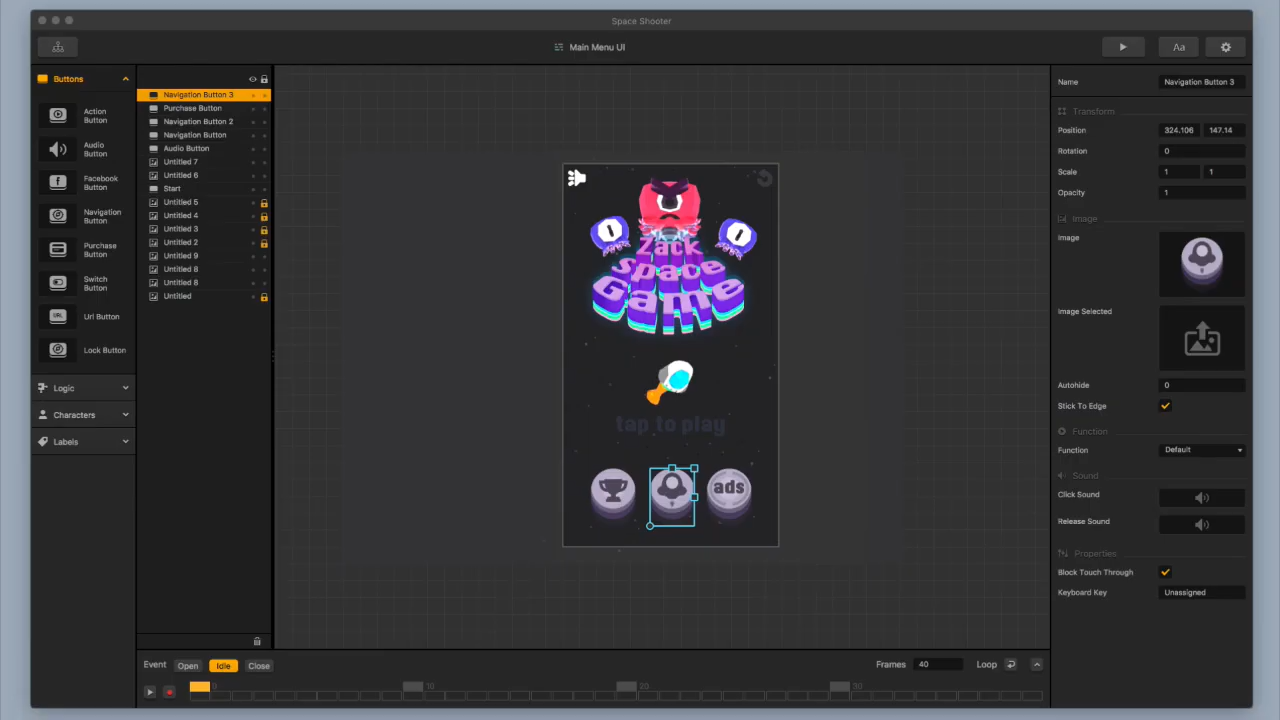 Space Shooter
Main Menu UI
Aa
Buttons
Action Button
Audio Button
Facebook Button
Navigation Button
Purchase Button
Switch Button
URL
Url Button
Lock Button
Logic
Characters
Labels
Navigation Button 3
Purchase Button
Navigation Button 2
Navigation Button
Audio Button
Untitled 7
Untitled 6
Start
Untitled 5
Untitled 4
Untitled 3
Untitled 2
Untitled 9
Untitled 8
Untitled 8
Untitled
Zack
Space
Game
tap to play
ads
Name Navigation Button 3
Transform
Position 324.106 147.14
Rotation 0
Scale 1 1
Opacity 1
Image
Image
Image Selected
Autohide 0
Stick To Edge
Function
Function Default
Sound
Click Sound
Release Sound
Properties
Block Touch Through
Keyboard Key Unassigned
Event Open Idle Close
Frames 40 Loop
0 10 20 30